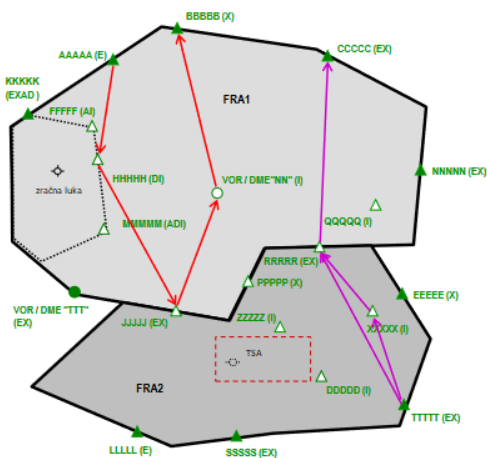 BBBBB (X)
AAAAA (E)
CCCCC (EX)
KKKKK
(EXAD )
FRA1
FFFFF (AI)
HHHHH (DI)
zračna luka
VOR / DME"NN" (I)
NNNNN (EX)
MMMMM (ADI)
QQQQQ (I)
RRRRR (EX)
PPPPP (X)
VOR / DME "TTT"
(EX)
EEEEE (X)
JJJJJ (EX)
ZZZZZ (I)
XXXXX (I)
TSA
FRA2
DDDDD (I)
TTTTT (EX)
LLLLL (E)
SSSSS (EX)